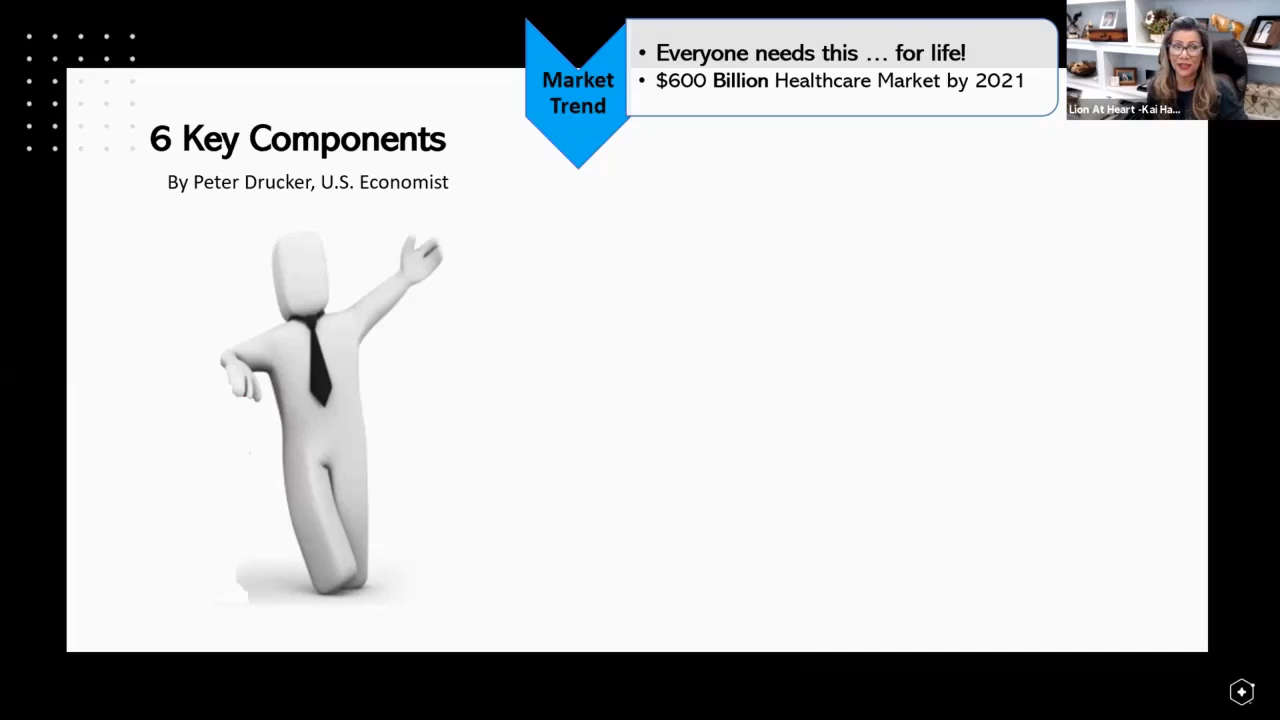 Market
Trend
• Everyone needs this … for life!
• $600 Billion Healthcare Market by 2021
Lion At Heart -Kai Ha...
6 Key Components
By Peter Drucker, U.S. Economist